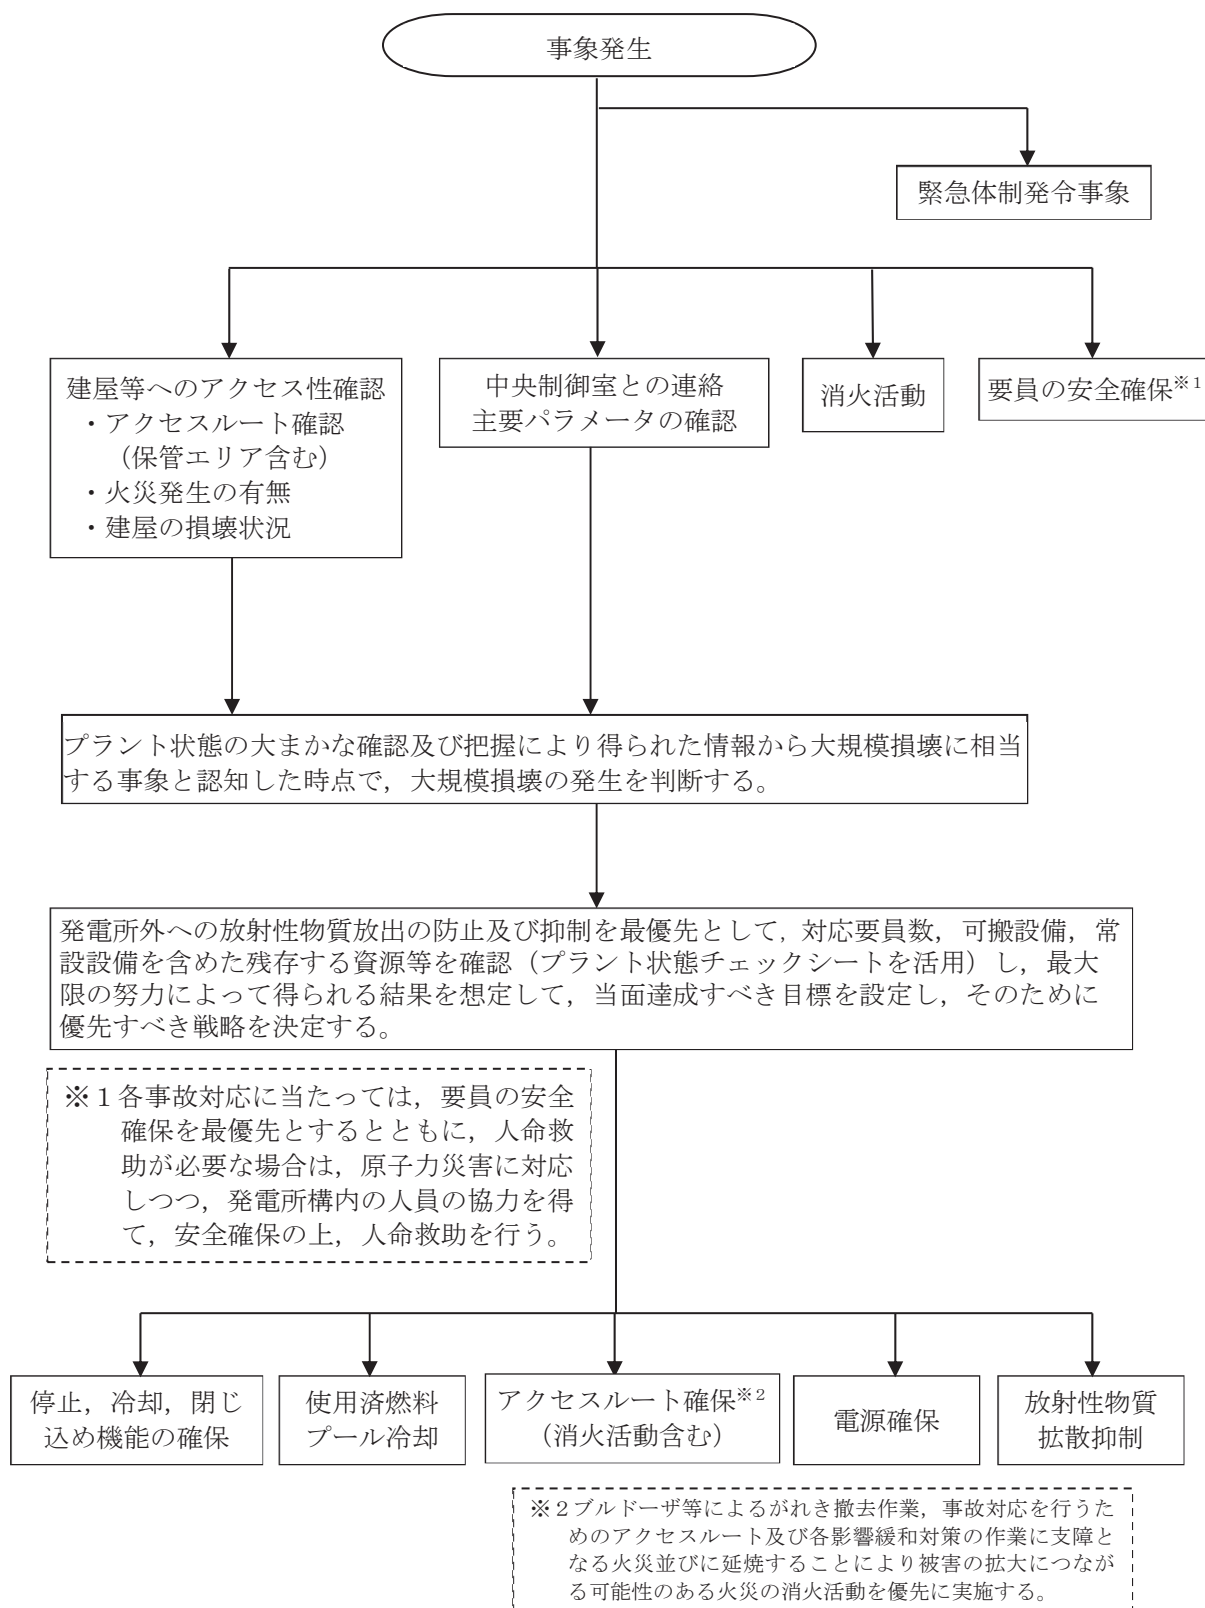 事象発生
緊急体制発令事象
建屋等へのアクセス性確認
・アクセスルート確認
（保管エリア含む）
・火災発生の有無
・建屋の損壊状況
中央制御室との連絡
主要パラメータの確認
消火活動
要員の安全確保※1
プラント状態の大まかな確認及び把握により得られた情報から大規模損壊に相当
する事象と認知した時点で，大規模損壊の発生を判断する。
発電所外への放射性物質放出の防止及び抑制を最優先として，対応要員数，可搬設備，常
設設備を含めた残存する資源等を確認（プラント状態チェックシートを活用）し，最大
限の努力によって得られる結果を想定して，当面達成すべき目標を設定し，そのために
優先すべき戦略を決定する。
※１各事故対応に当たっては，要員の安全
確保を最優先とするとともに，人命救
助が必要な場合は，原子力災害に対応
しつつ，発電所構内の人員の協力を得
て，安全確保の上，人命救助を行う。
停止，冷却，閉じ
込め機能の確保
使用済燃料
プール冷却
アクセスルート確保※2
（消火活動含む）
電源確保
放射性物質
拡散抑制
※２ブルドーザ等によるがれき撤去作業，事故対応を行うた
めのアクセスルート及び各影響緩和対策の作業に支障と
なる火災並びに延焼することにより被害の拡大につなが
る可能性のある火災の消火活動を優先に実施する。